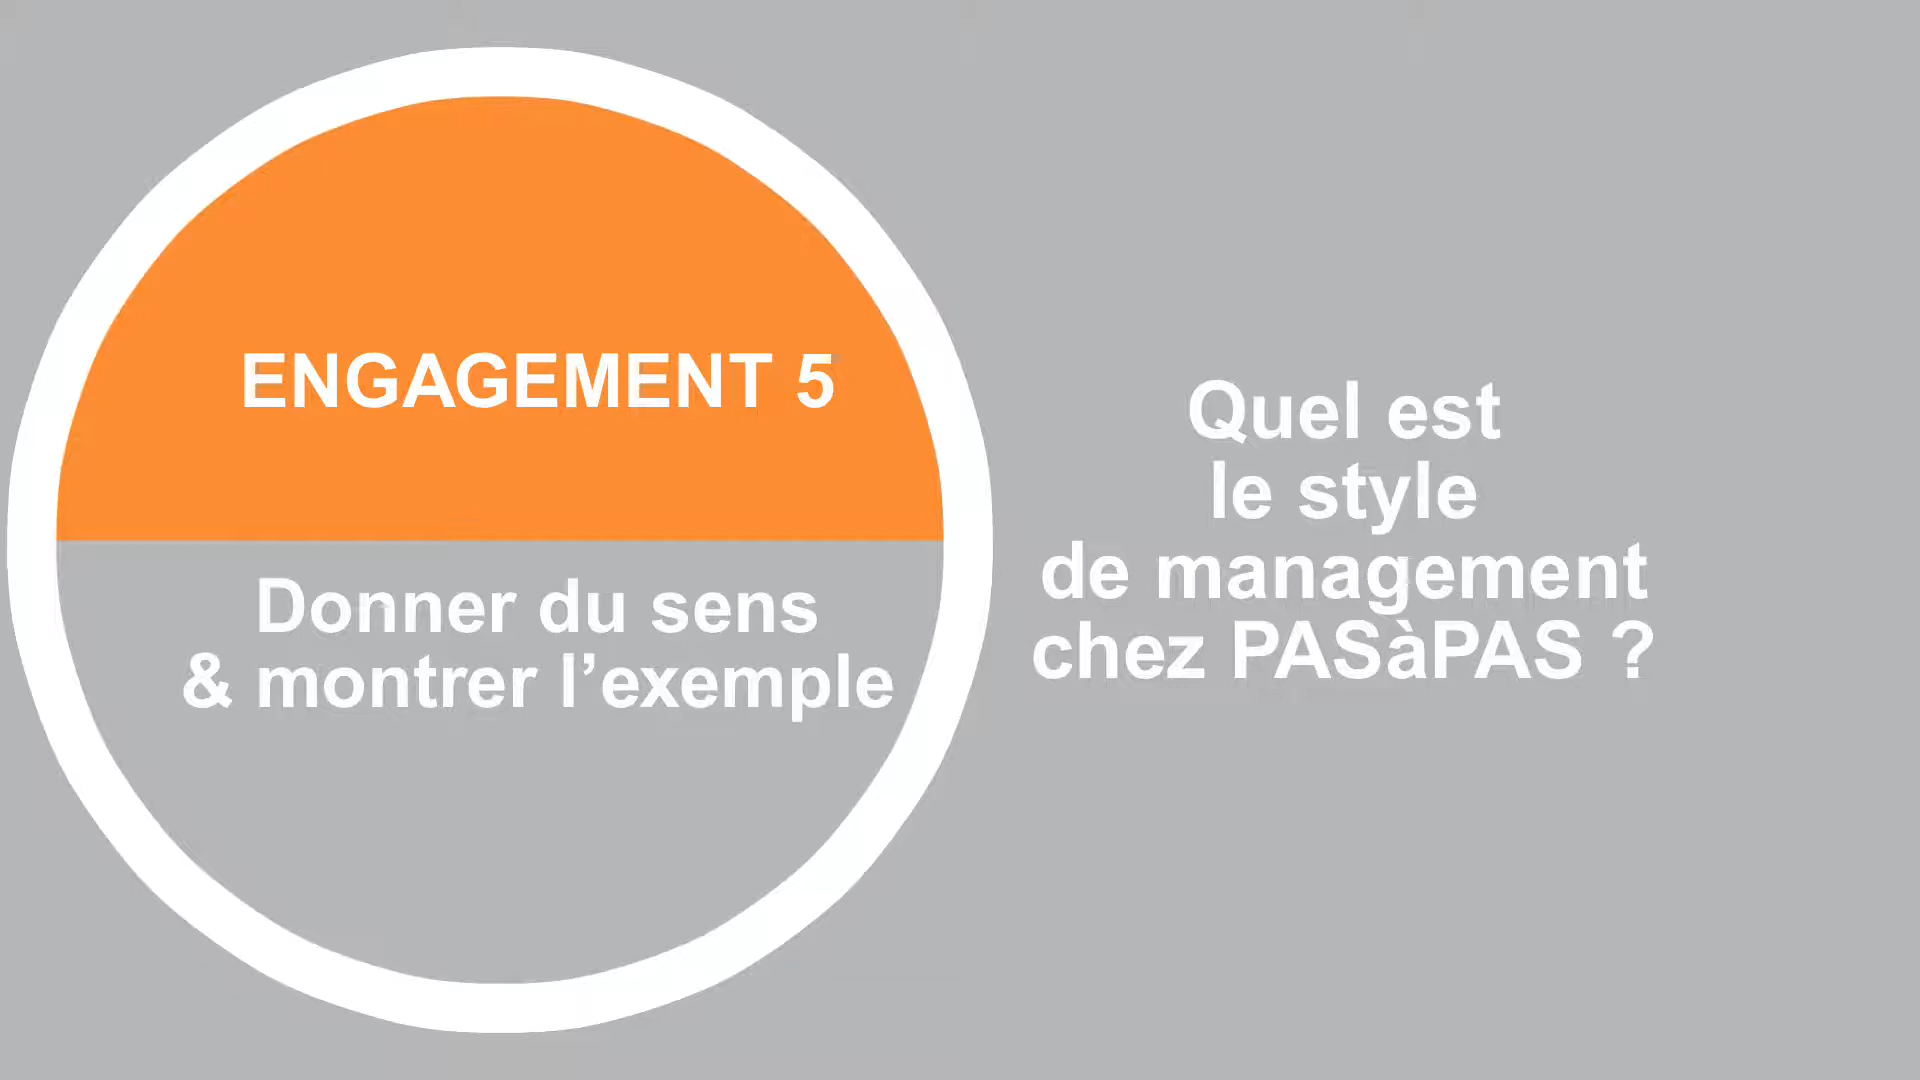 ENGAGEMENT 5
Donner du sens
& montrer l’exemple
Quel est
le style
de management
chez PASàPAS ?